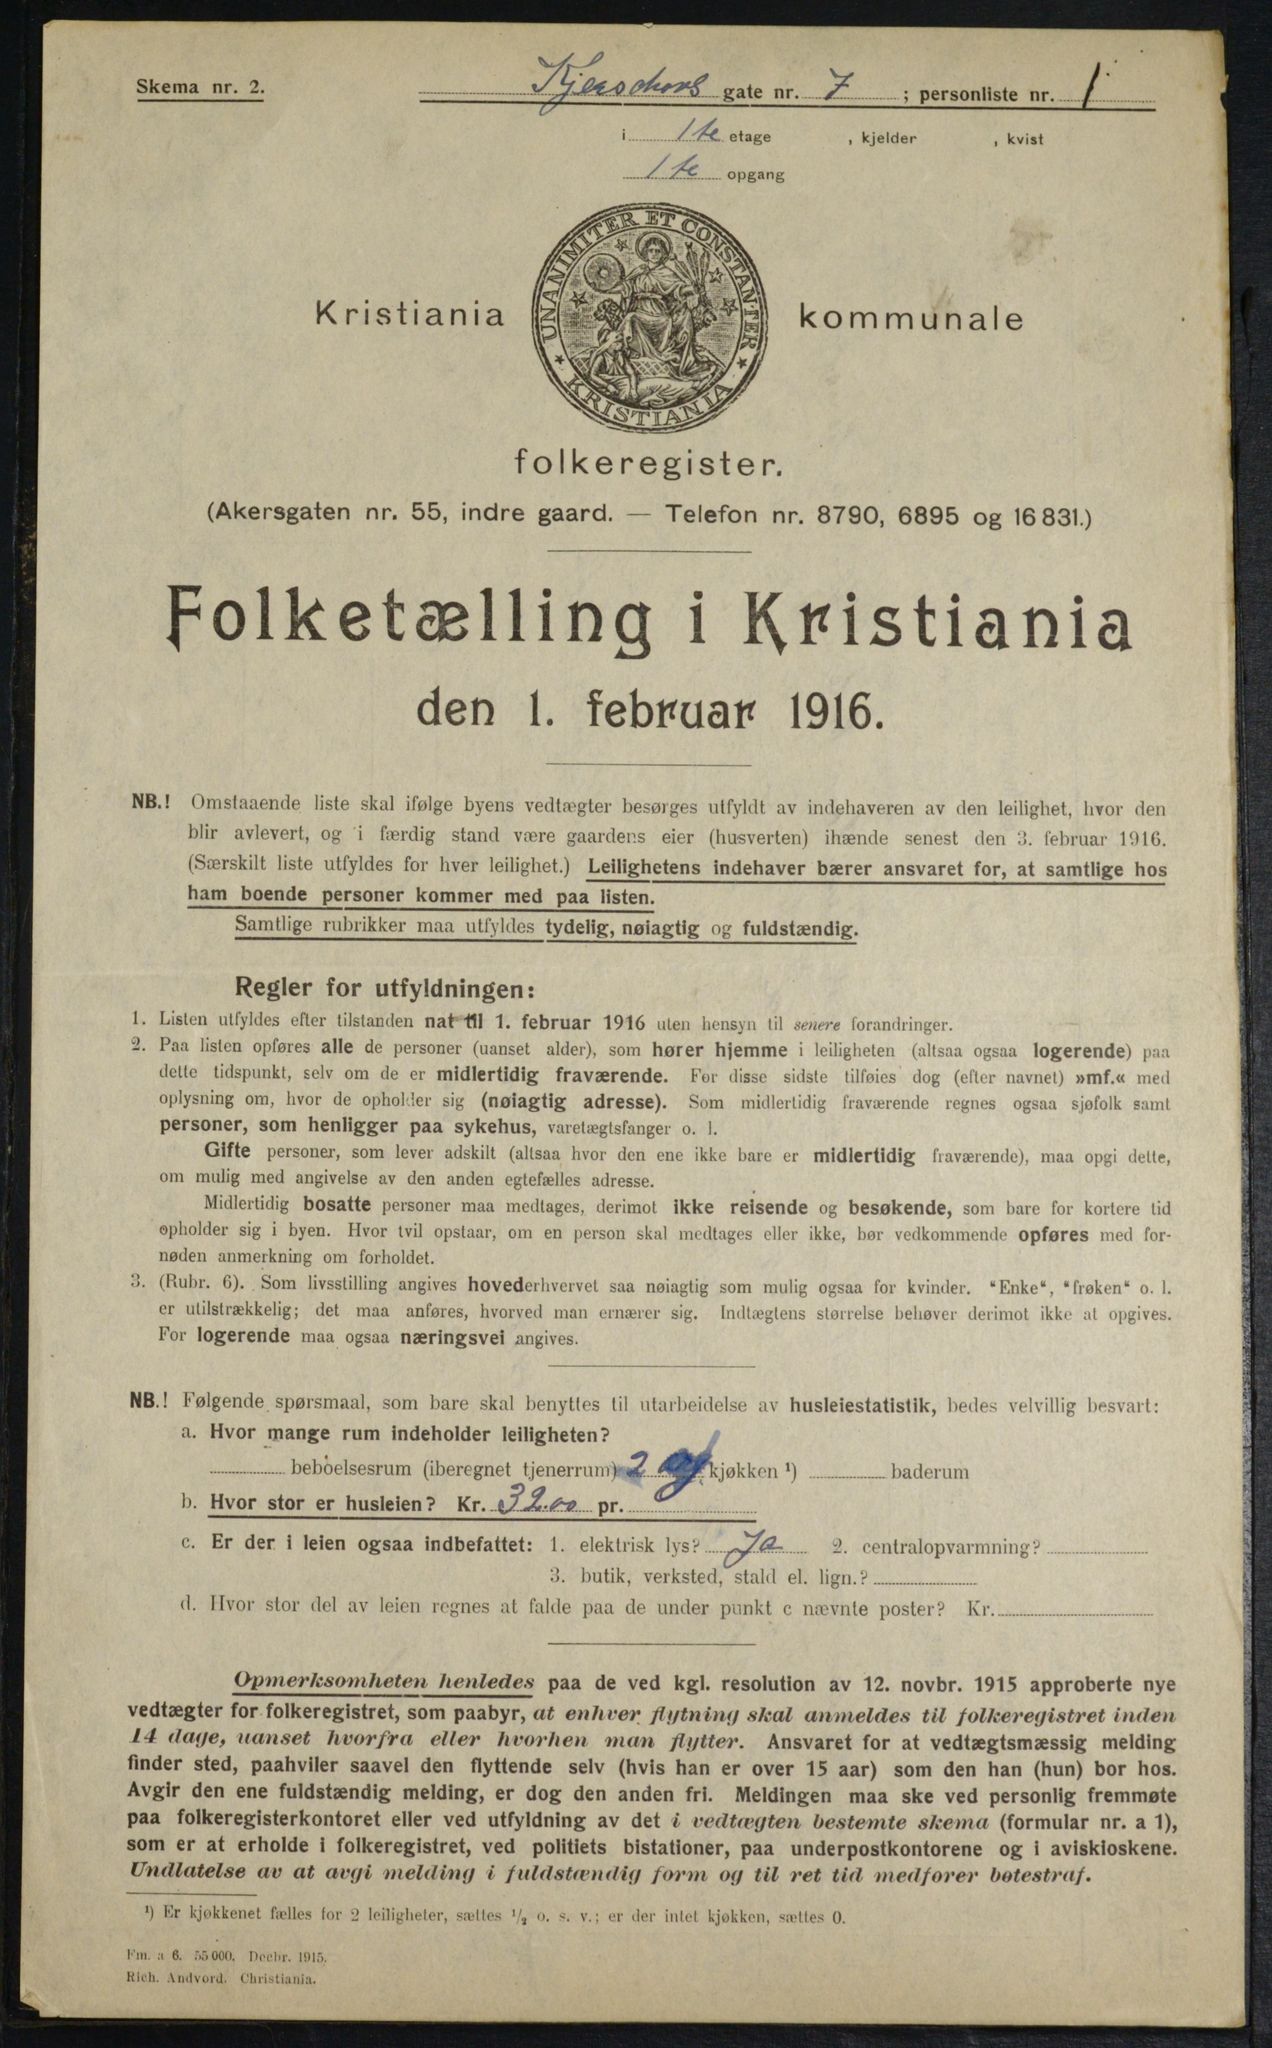 Skema nr. 2.
Kjerschows gate nr. 7 ; personliste nr. 1
i 1te etage , kjelder , kvist
1te opgang
UNANIMITER ET CONSTANTER
KRISTIANIA
Kristiania kommunale
folkeregister.
(Akersgaten nr. 55, indre gaard. — Telefon nr. 8790, 6895 og 16831.)
Folketælling i Kristiania
den 1. februar 1916.
NB.! Omstaaende liste skal ifølge byens vedtægter besørges utfyldt av indehaveren av den leilighet, hvor den
blir avlevert, og i færdig stand være gaardens eier (husverten) ihænde senest den 3. februar 1916.
(Særskilt liste utfyldes for hver leilighet.) Leilighetens indehaver bærer ansvaret for, at samtlige hos
ham boende personer kommer med paa listen.
Samtlige rubrikker maa utfyldes tydelig, nøiagtig og fuldstændig.
Regler for utfyldningen:
1. Listen utfyldes efter tilstanden nat til 1. februar 1916 uten hensyn til senere forandringer.
2. Paa listen opføres alle de personer (uanset alder), som hører hjemme i leiligheten (altsaa ogsaa logerende) paa
dette tidspunkt, selv om de er midlertidig fraværende. For disse sidste tilføies dog (efter navnet) »mf.« med
oplysning om, hvor de opholder sig (nøiagtig adresse). Som midlertidig fraværende regnes ogsaa sjøfolk samt
personer, som henligger paa sykehus, varetægtsfanger o. l.
Gifte personer, som lever adskilt (altsaa hvor den ene ikke bare er midlertidig fraværende), maa opgi dette,
om mulig med angivelse av den anden egtefælles adresse.
Midlertidig bosatte personer maa medtages, derimot ikke reisende og besøkende, som bare for kortere tid
opholder sig i byen. Hvor tvil opstaar, om en person skal medtages eller ikke, bør vedkommende opføres med for-
nøden anmerkning om forholdet.
3. (Rubr. 6). Som livsstilling angives hovederhvervet saa nøiagtig som mulig ogsaa for kvinder. "Enke", "frøken" o. l.
er utilstrækkelig; det maa anføres, hvorved man ernærer sig. Indtægtens størrelse behøver derimot ikke at opgives.
For logerende maa ogsaa næringsvei angives.
NB.! Følgende spørsmaal, som bare skal benyttes til utarbeidelse av husleiestatistik, bedes velvillig besvart:
a. Hvor mange rum indeholder leiligheten?
beboelsesrum (iberegnet tjenerrum) 2 og kjøkken ¹) baderum
b. Hvor stor er husleien? Kr. 32.00 pr.
c. Er der i leien ogsaa indbefattet: 1. elektrisk lys? Ja 2. centralopvarmning?
3. butik, verksted, stald el. lign.?
d. Hvor stor del av leien regnes at falde paa de under punkt c nævnte poster? Kr.
Opmerksomheten henledes paa de ved kgl. resolution av 12. novbr. 1915 approberte nye
vedtægter for folkeregistret, som paabyr, at enhver flytning skal anmeldes til folkeregistret inden
14 dage, uanset hvorfra eller hvorhen man flytter. Ansvaret for at vedtægtsmæssig melding
finder sted, paahviler saavel den flyttende selv (hvis han er over 15 aar) som den han (hun) bor hos.
Avgir den ene fuldstændig melding, er dog den anden fri. Meldingen maa ske ved personlig fremmøte
paa folkeregisterkontoret eller ved utfyldning av det i vedtægten bestemte skema (formular nr. a 1),
som er at erholde i folkeregistret, ved politiets bistationer, paa underpostkontorene og i aviskioskene.
Undlatelse av at avgi melding i fuldstændig form og til ret tid medfører bøtestraf.
¹) Er kjøkkenet fælles for 2 leiligheter, sættes ½ o. s. v.; er der intet kjøkken, sættes 0.
Fm. a 6. 55 000. Decbr. 1915.
Rich. Andvord. Christiania.